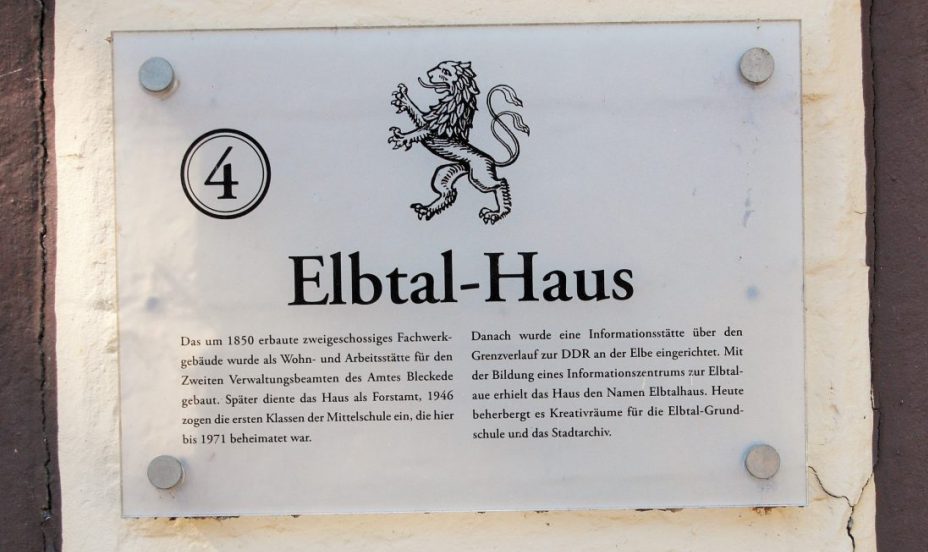 4
Elbtal-Haus
Das um 1850 erbaute zweigeschossiges Fachwerk-
gebäude wurde als Wohn- und Arbeitsstätte für den
Zweiten Verwaltungsbeamten des Amtes Bleckede
gebaut. Später diente das Haus als Forstamt, 1946
zogen die ersten Klassen der Mittelschule ein, die hier
bis 1971 beheimatet war.
Danach wurde eine Informationsstätte über den
Grenzverlauf zur DDR an der Elbe eingerichtet. Mit
der Bildung eines Informationszentrums zur Elbtal-
aue erhielt das Haus den Namen Elbtalhaus. Heute
beherbergt es Kreativräume für die Elbtal-Grund-
schule und das Stadtarchiv.